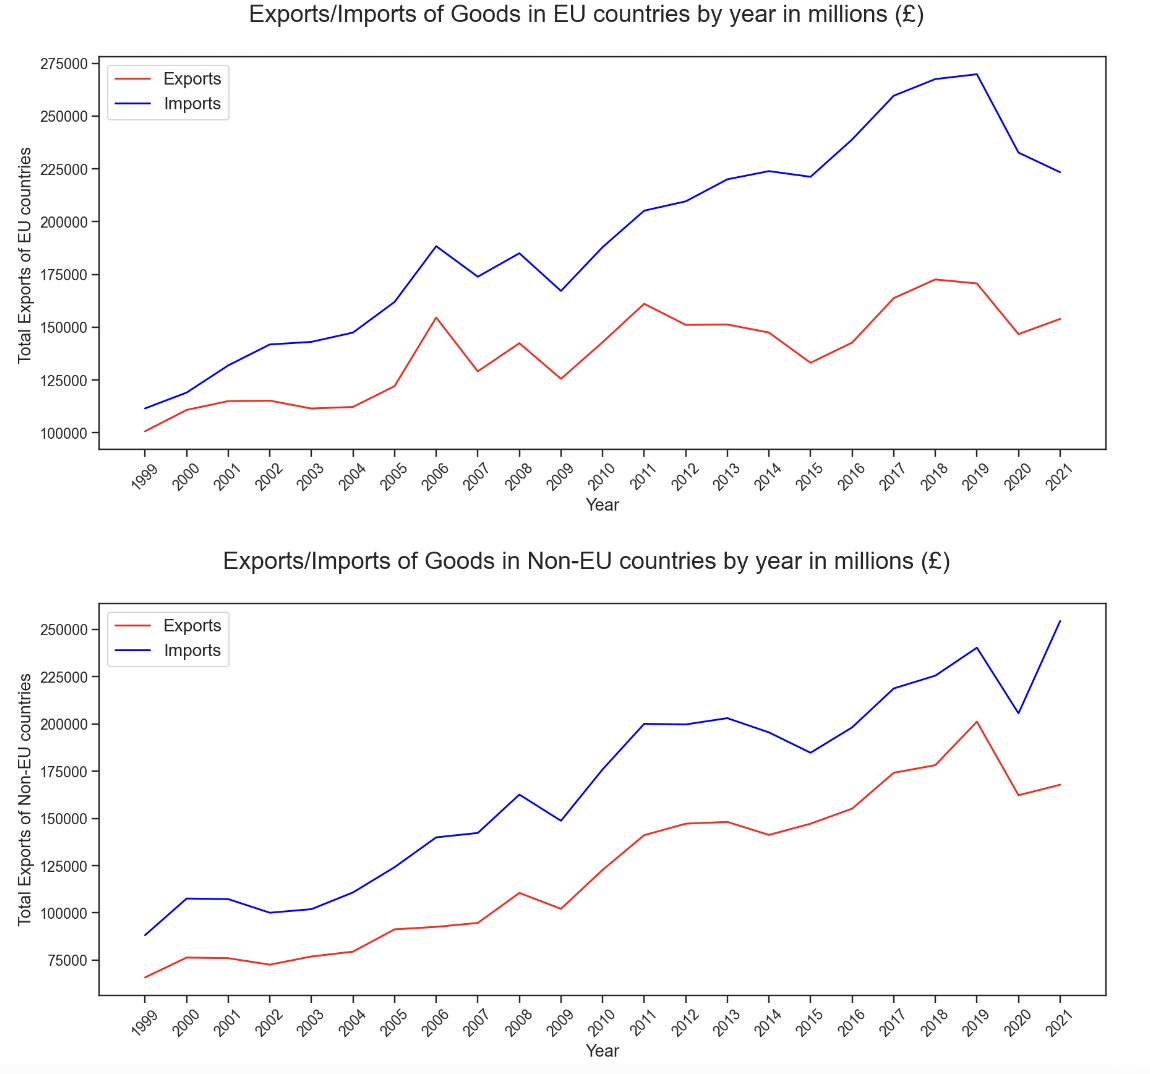 Exports/Imports of Goods in EU countries by year in millions (£)
Exports
Imports
Total Exports of EU countries
275000
250000
225000
200000
175000
150000
125000
100000
1999 2000 2001 2002 2003 2004 2005 2006 2007 2008 2009 2010 2011 2012 2013 2014 2015 2016 2017 2018 2019 2020 2021
Year
Exports/Imports of Goods in Non-EU countries by year in millions (£)
Exports
Imports
Total Exports of Non-EU countries
250000
225000
200000
175000
150000
125000
100000
75000
1999 2000 2001 2002 2003 2004 2005 2006 2007 2008 2009 2010 2011 2012 2013 2014 2015 2016 2017 2018 2019 2020 2021
Year